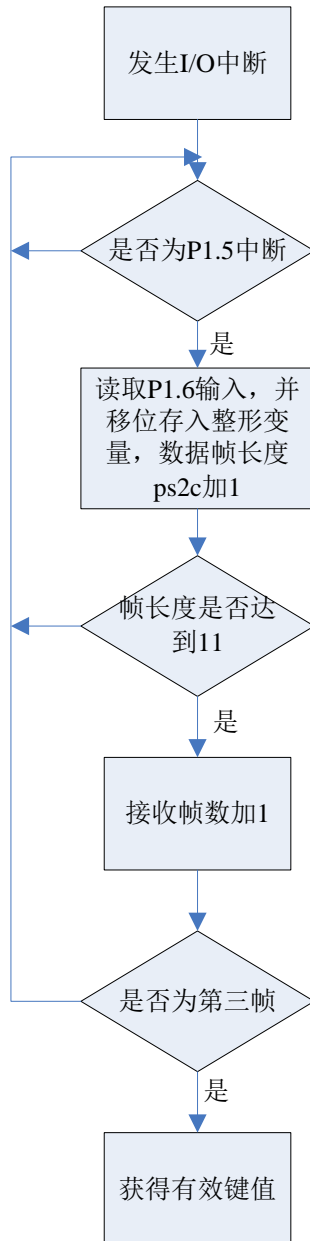 发生I/O中断
是否为P1.5中断
是
读取P1.6输入，并
移位存入整形变
量，数据帧长度
ps2c加1
帧长度是否达
到11
是
接收帧数加1
是否为第三帧
是
获得有效键值